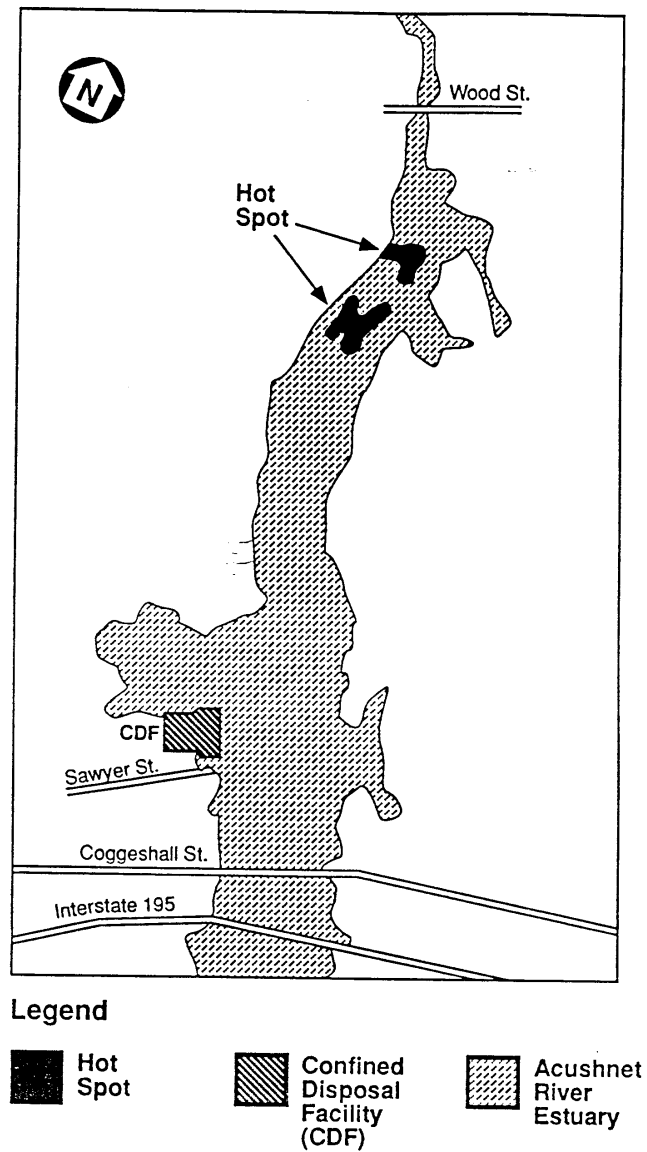 N
Wood St.
Hot
Spot
CDF
Sawyer St.
Coggeshall St.
Interstate 195
Legend
Hot
Spot
Confined
Disposal
Facility
(CDF)
Acushnet
River
Estuary